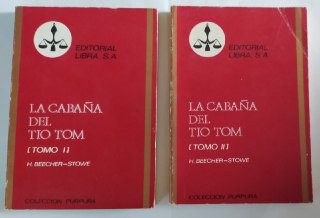 EDITORIAL
LIBRA, S.A.
LA CABAÑA
DEL
TIO TOM
[TOMO I]
H. BEECHER-STOWE
COLECCION PURPURA
EDITORIAL
LIBRA, S.A.
LA CABAÑA
DEL
TIO TOM
[TOMO II]
H. BEECHER-STOWE
COLECCION PURPURA